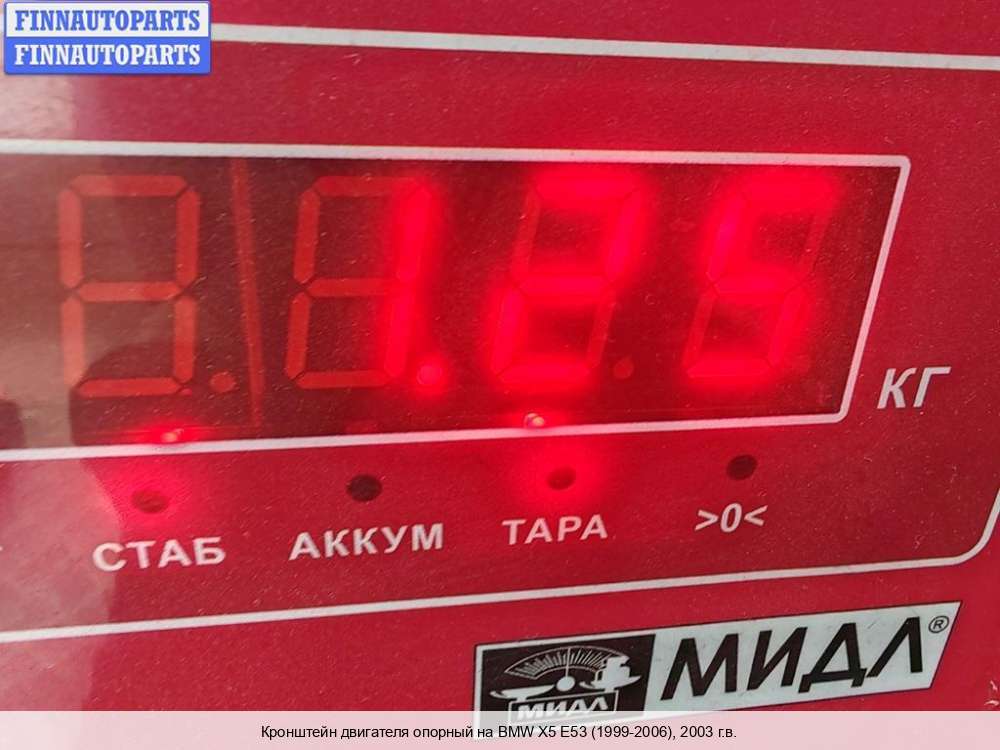 FINNAUTOPARTS
FINNAUTOPARTS
1.25
КГ
СТАБ АККУМ ТАРА >0<
МИДЛ МИДЛ®
Кронштейн двигателя опорный на BMW X5 E53 (1999-2006), 2003 г.в.